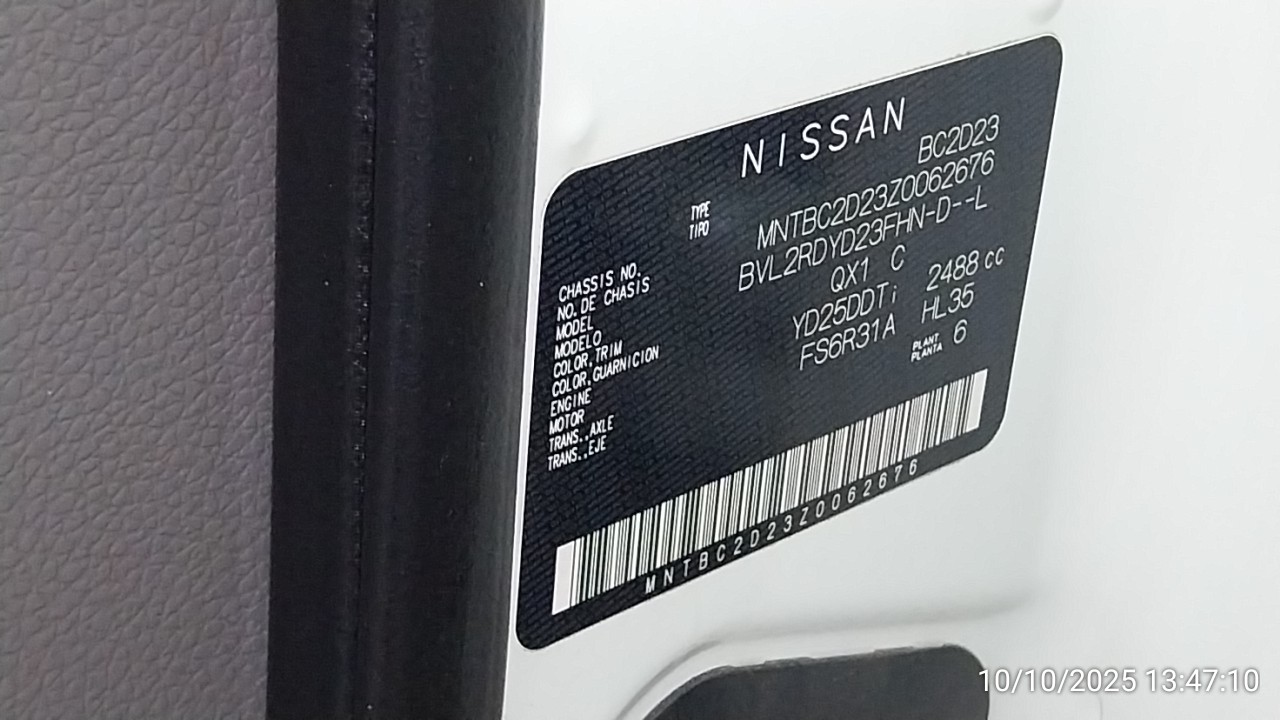 NISSAN
TYPE BC2D23
TIPO
CHASSIS NO. MNTBC2D23Z0062676
NO. DE CHASIS
MODEL BVL2RDYD23FHN-D--L
MODELO
COLOR,TRIM QX1 C
COLOR,GUARNICION
ENGINE YD25DDTi 2488 cc
MOTOR
TRANS.,AXLE FS6R31A HL35
TRANS.,EJE
PLANT 6
PLANTA
MNTBC2D23Z0062676
10/10/2025 13:47:10